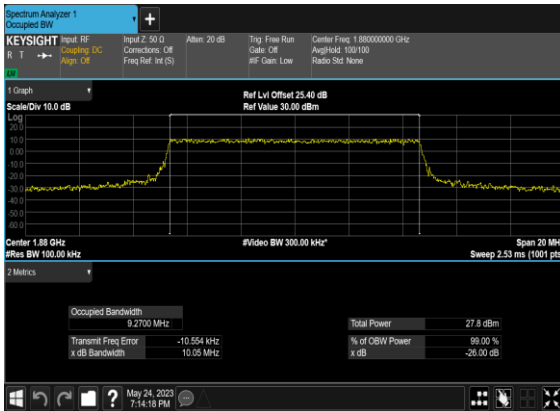 Spectrum Analyzer 1
Occupied BW
KEYSIGHT
R T
LXI
Input: RF
Coupling: DC
Align: Off
Input Z: 50 Ω
Corrections: Off
Freq Ref: Int (S)
Atten: 20 dB
Trig: Free Run
Gate: Off
#IF Gain: Low
Center Freq: 1.880000000 GHz
Avg|Hold: 100/100
Radio Std: None
1 Graph
Scale/Div 10.0 dB
Ref Lvl Offset 25.40 dB
Ref Value 30.00 dBm
Log
20.0
10.0
0.00
-10.0
-20.0
-30.0
-40.0
-50.0
-60.0
Center 1.88 GHz
#Res BW 100.00 kHz
#Video BW 300.00 kHz*
Span 20 MH
Sweep 2.53 ms (1001 pts
2 Metrics
Occupied Bandwidth
9.2700 MHz
Transmit Freq Error -10.554 kHz
x dB Bandwidth 10.05 MHz
Total Power 27.8 dBm
% of OBW Power 99.00 %
x dB -26.00 dB
May 24, 2023
7:14:18 PM